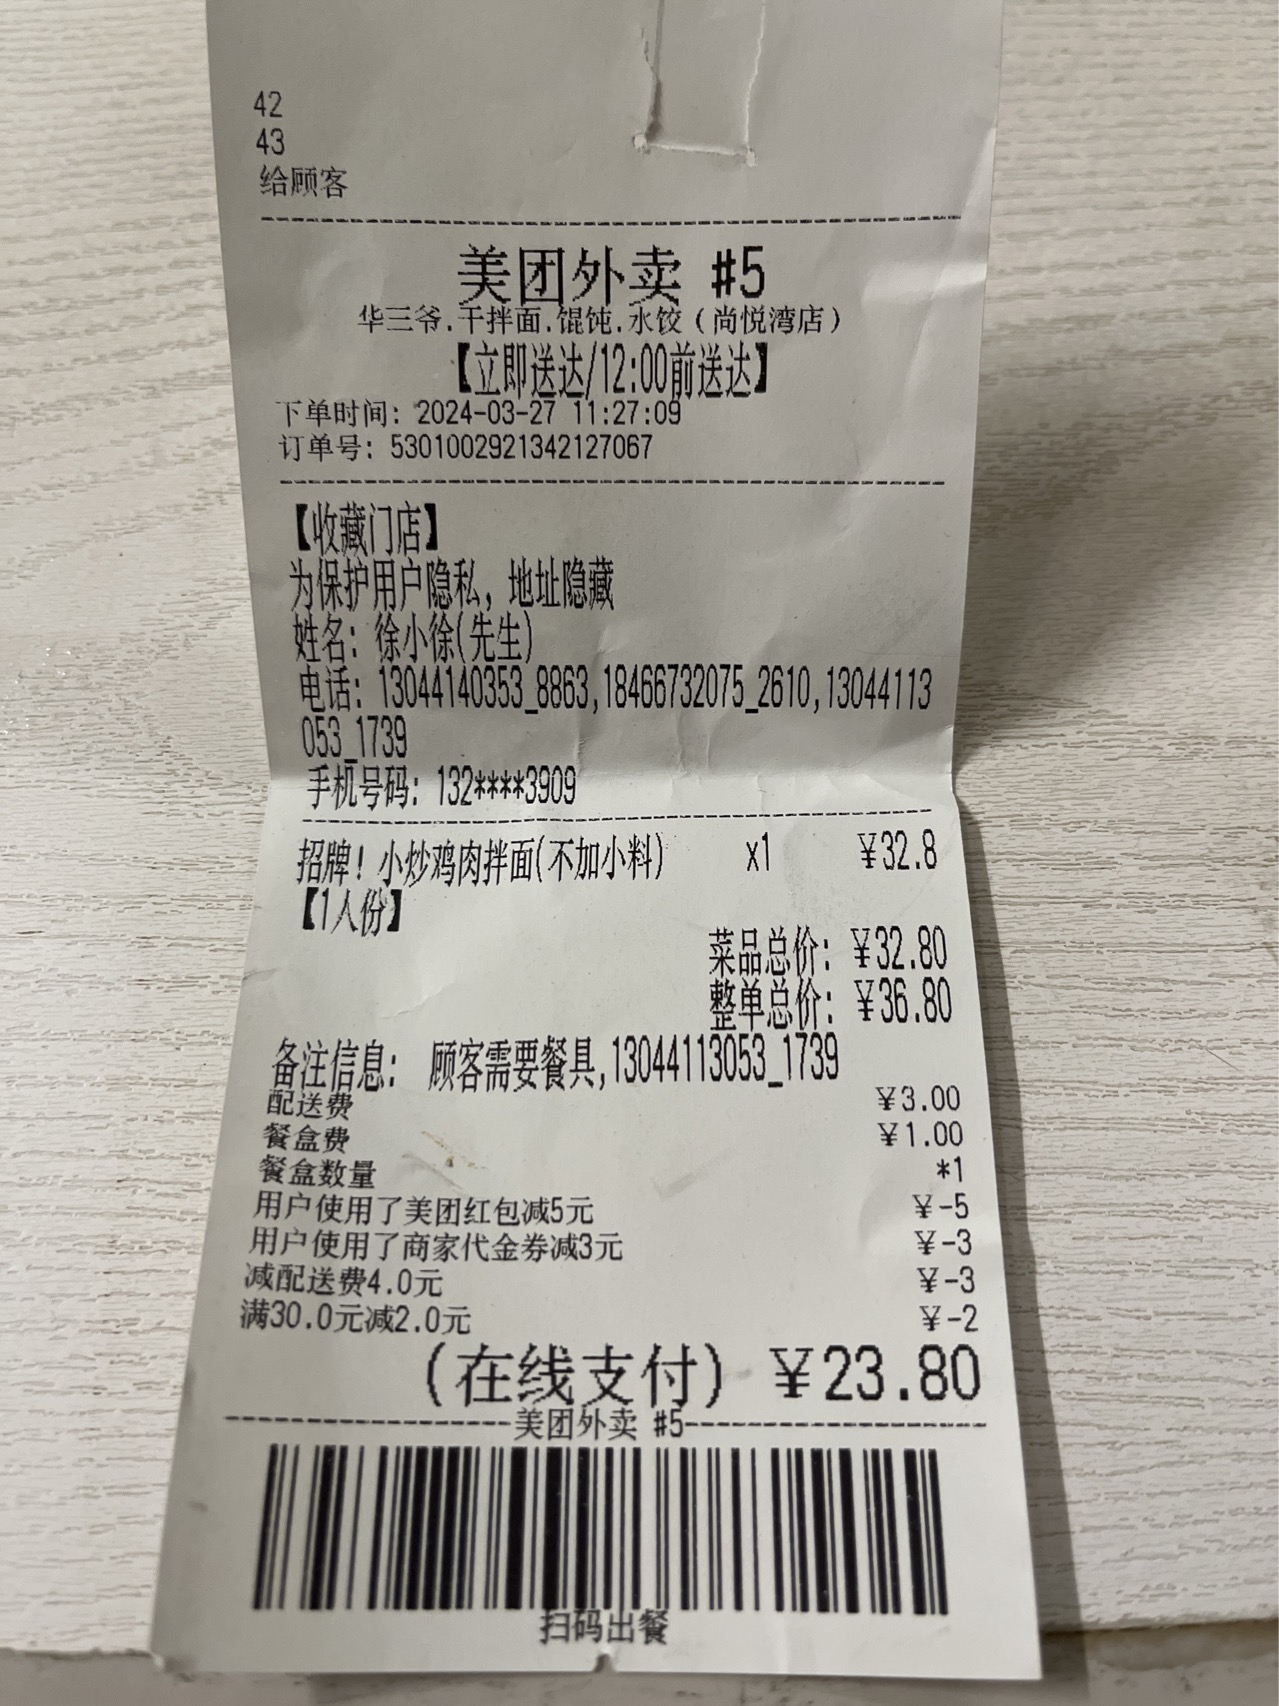 42
43
给顾客
美团外卖 #5
华三爷.干拌面.馄饨.水饺(尚悦湾店)
【立即送达/12:00前送达】
下单时间: 2024-03-27 11:27:09
订单号: 5301002921342127067
【收藏门店】
为保护用户隐私, 地址隐藏
姓名: 徐小徐(先生)
电话: 13044140353_8863,18466732075_2610,13044113
053_1739
手机号码: 132****3909
招牌! 小炒鸡肉拌面(不加小料) x1 ¥32.8
【1人份】
菜品总价: ¥32.80
整单总价: ¥36.80
备注信息: 顾客需要餐具,13044113053_1739
配送费 ¥3.00
餐盒费 ¥1.00
餐盒数量 *1
用户使用了美团红包减5元 ¥-5
用户使用了商家代金券减3元 ¥-3
减配送费4.0元 ¥-3
满30.0元减2.0元 ¥-2
(在线支付) ¥23.80
美团外卖 #5
扫码出餐